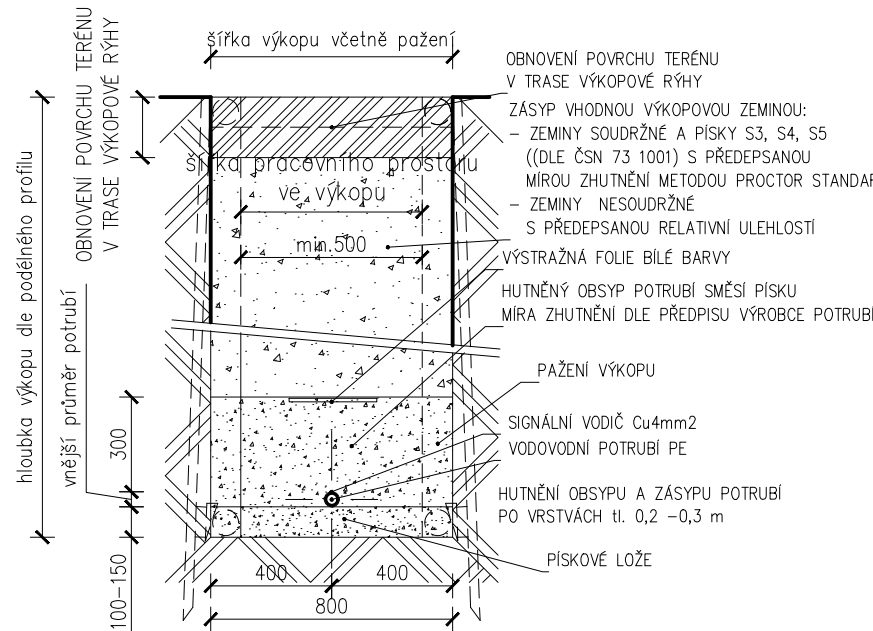 šířka výkopu včetně pažení
OBNOVENÍ POVRCHU TERÉNU
V TRASE VÝKOPOVÉ RÝHY
OBNOVENÍ POVRCHU TERÉNU
V TRASE VÝKOPOVÉ RÝHY
ZÁSYP VHODNOU VÝKOPOVOU ZEMINOU:
– ZEMINY SOUDRŽNÉ A PÍSKY S3, S4, S5
((DLE ČSN 73 1001) S PŘEDEPSANOU
MÍROU ZHUTNĚNÍ METODOU PROCTOR STANDAR
– ZEMINY NESOUDRŽNÉ
S PŘEDEPSANOU RELATIVNÍ ULEHLOSTÍ
šířka pracovního prostoru
ve výkopu
min.500
VÝSTRAŽNÁ FOLIE BÍLÉ BARVY
HUTNĚNÝ OBSYP POTRUBÍ SMĚSÍ PÍSKU
MÍRA ZHUTNĚNÍ DLE PŘEDPISU VÝROBCE POTRUBÍ
PAŽENÍ VÝKOPU
SIGNÁLNÍ VODIČ Cu4mm2
VODOVODNÍ POTRUBÍ PE
HUTNĚNÍ OBSYPU A ZÁSYPU POTRUBÍ
PO VRSTVÁCH tl. 0,2 –0,3 m
PÍSKOVÉ LOŽE
hloubka výkopu dle podélného profilu
vnější průměr potrubí
300
100–150
400
400
800